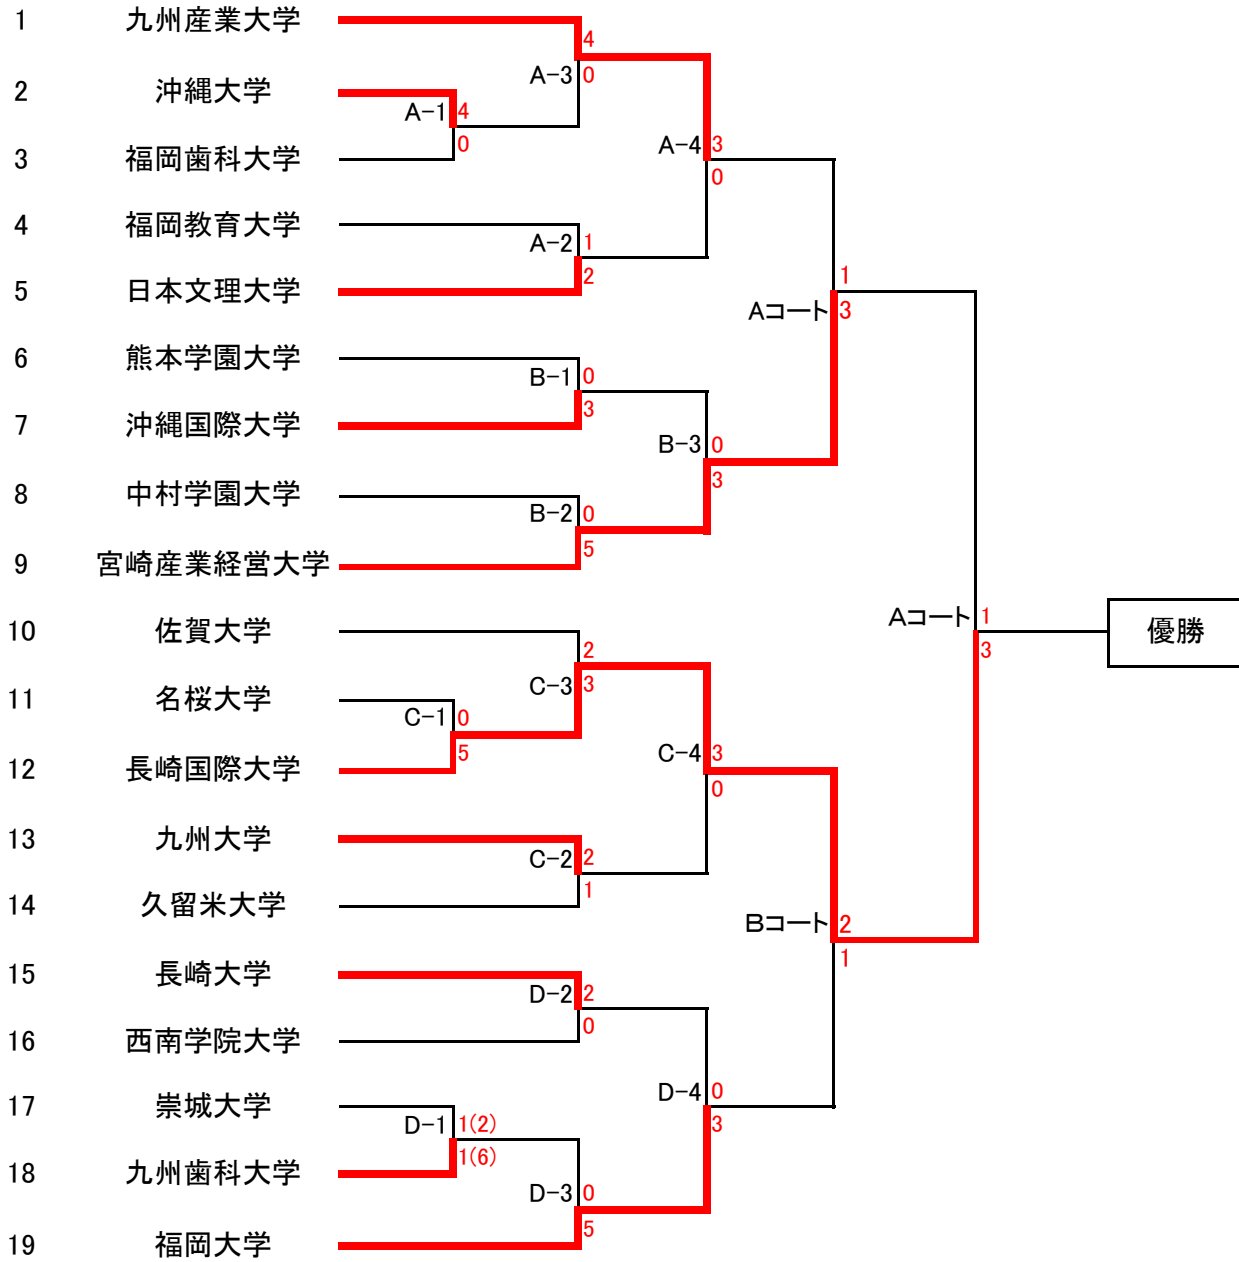 1 九州産業大学
4
A-3 0
2 沖縄大学
A-1 4
0
3 福岡歯科大学
A-4 3
0
4 福岡教育大学
A-2 1
2
5 日本文理大学
1
Aコート 3
6 熊本学園大学
B-1 0
3
7 沖縄国際大学
B-3 0
3
8 中村学園大学
B-2 0
5
9 宮崎産業経営大学
Aコート 1
3
優勝
10 佐賀大学
2
C-3 3
11 名桜大学
C-1 0
5
12 長崎国際大学
C-4 3
0
13 九州大学
C-2 2
1
14 久留米大学
Bコート 2
1
15 長崎大学
D-2 2
0
16 西南学院大学
D-4 0
3
17 崇城大学
D-1 1(2)
1(6)
18 九州歯科大学
D-3 0
5
19 福岡大学